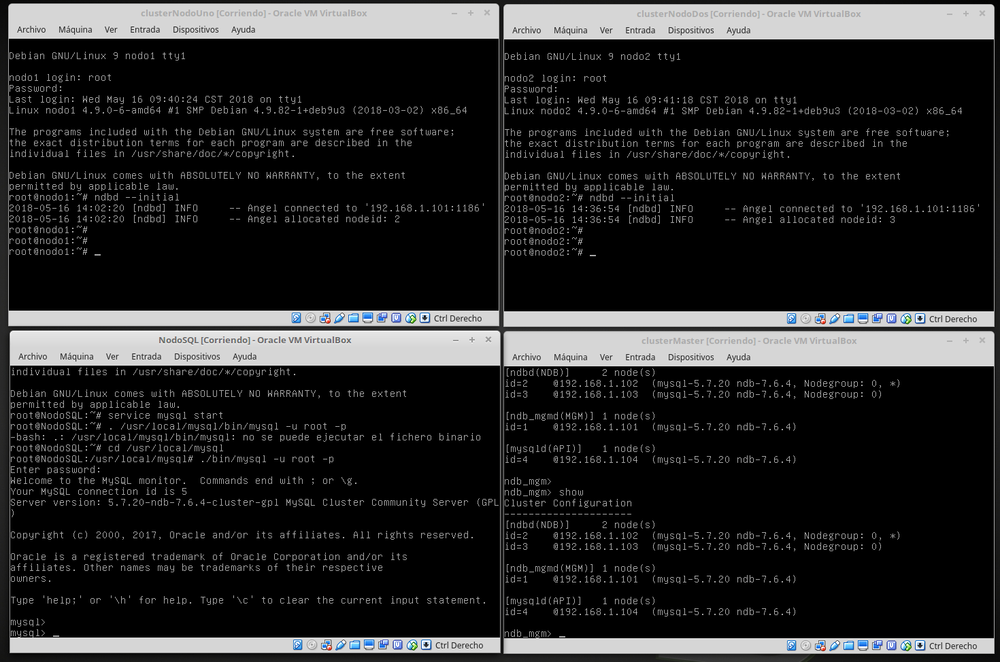 clusterNodoUno [Corriendo] - Oracle VM VirtualBox
Archivo Máquina Ver Entrada Dispositivos Ayuda
Debian GNU/Linux 9 nodo1 tty1
nodo1 login: root
Password:
Last login: Wed May 16 09:40:24 CST 2018 on tty1
Linux nodo1 4.9.0-6-amd64 #1 SMP Debian 4.9.82-1+deb9u3 (2018-03-02) x86_64
The programs included with the Debian GNU/Linux system are free software;
the exact distribution terms for each program are described in the
individual files in /usr/share/doc/*/copyright.
Debian GNU/Linux comes with ABSOLUTELY NO WARRANTY, to the extent
permitted by applicable law.
root@nodo1:~# ndbd --initial
2018-05-16 14:02:20 [ndbd] INFO     -- Angel connected to '192.168.1.101:1186'
2018-05-16 14:02:20 [ndbd] INFO     -- Angel allocated nodeid: 2
root@nodo1:~#
root@nodo1:~#
root@nodo1:~# _
Ctrl Derecho
clusterNodoDos [Corriendo] - Oracle VM VirtualBox
Archivo Máquina Ver Entrada Dispositivos Ayuda
Debian GNU/Linux 9 nodo2 tty1
nodo2 login: root
Password:
Last login: Wed May 16 09:41:18 CST 2018 on tty1
Linux nodo2 4.9.0-6-amd64 #1 SMP Debian 4.9.82-1+deb9u3 (2018-03-02) x86_64
The programs included with the Debian GNU/Linux system are free software;
the exact distribution terms for each program are described in the
individual files in /usr/share/doc/*/copyright.
Debian GNU/Linux comes with ABSOLUTELY NO WARRANTY, to the extent
permitted by applicable law.
root@nodo2:~# ndbd --initial
2018-05-16 14:36:54 [ndbd] INFO     -- Angel connected to '192.168.1.101:1186'
2018-05-16 14:36:54 [ndbd] INFO     -- Angel allocated nodeid: 3
root@nodo2:~#
root@nodo2:~#
root@nodo2:~# _
Ctrl Derecho
NodoSQL [Corriendo] - Oracle VM VirtualBox
Archivo Máquina Ver Entrada Dispositivos Ayuda
individual files in /usr/share/doc/*/copyright.
Debian GNU/Linux comes with ABSOLUTELY NO WARRANTY, to the extent
permitted by applicable law.
root@NodoSQL:~# service mysql start
root@NodoSQL:~# . /usr/local/mysql/bin/mysql -u root -p
-bash: .: /usr/local/mysql/bin/mysql: no se puede ejecutar el fichero binario
root@NodoSQL:~# cd /usr/local/mysql
root@NodoSQL:/usr/local/mysql# ./bin/mysql -u root -p
Enter password:
Welcome to the MySQL monitor.  Commands end with ; or \g.
Your MySQL connection id is 5
Server version: 5.7.20-ndb-7.6.4-cluster-gpl MySQL Cluster Community Server (GPL
)
Copyright (c) 2000, 2017, Oracle and/or its affiliates. All rights reserved.
Oracle is a registered trademark of Oracle Corporation and/or its
affiliates. Other names may be trademarks of their respective
owners.
Type 'help;' or '\h' for help. Type '\c' to clear the current input statement.
mysql>
mysql> _
Ctrl Derecho
clusterMaster [Corriendo] - Oracle VM VirtualBox
Archivo Máquina Ver Entrada Dispositivos Ayuda
[ndbd(NDB)]     2 node(s)
id=2    @192.168.1.102  (mysql-5.7.20 ndb-7.6.4, Nodegroup: 0, *)
id=3    @192.168.1.103  (mysql-5.7.20 ndb-7.6.4, Nodegroup: 0)
[ndb_mgmd(MGM)] 1 node(s)
id=1    @192.168.1.101  (mysql-5.7.20 ndb-7.6.4)
[mysqld(API)]   1 node(s)
id=4    @192.168.1.104  (mysql-5.7.20 ndb-7.6.4)
ndb_mgm>
ndb_mgm> show
Cluster Configuration
---------------------
[ndbd(NDB)]     2 node(s)
id=2    @192.168.1.102  (mysql-5.7.20 ndb-7.6.4, Nodegroup: 0, *)
id=3    @192.168.1.103  (mysql-5.7.20 ndb-7.6.4, Nodegroup: 0)
[ndb_mgmd(MGM)] 1 node(s)
id=1    @192.168.1.101  (mysql-5.7.20 ndb-7.6.4)
[mysqld(API)]   1 node(s)
id=4    @192.168.1.104  (mysql-5.7.20 ndb-7.6.4)
ndb_mgm> _
Ctrl Derecho